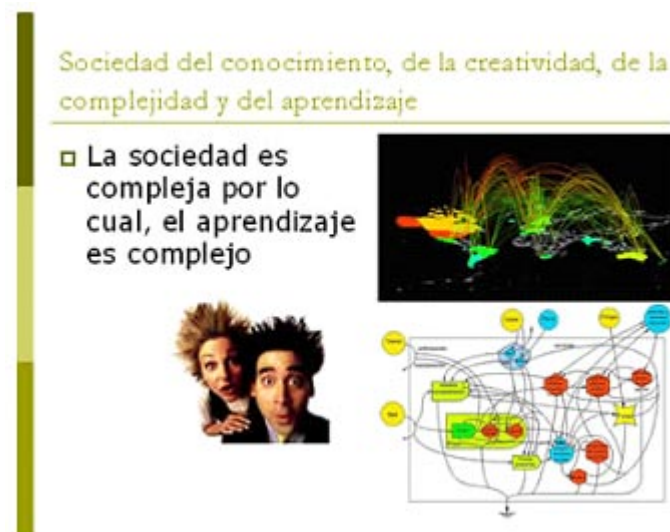 Sociedad del conocimiento, de la creatividad, de la
complejidad y del aprendizaje
La sociedad es
compleja por lo
cual, el aprendizaje
es complejo